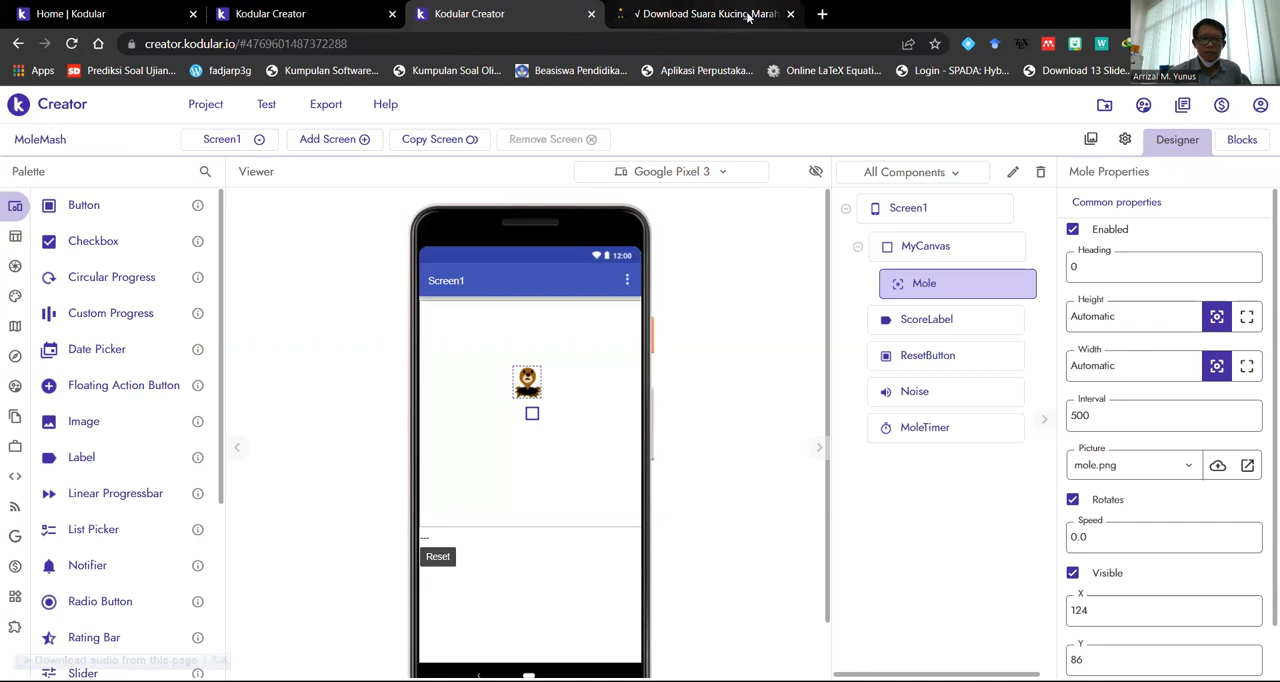 Home | Kodular
Kodular Creator
Kodular Creator
√ Download Suara Kucing Marah
creator.kodular.io/#4769601487372288
Apps
Prediksi Soal Ujian...
fadjarp3g
Kumpulan Software...
Kumpulan Soal Oli...
Beasiswa Pendidika...
Aplikasi Perpustaka...
Online LaTeX Equati...
Login - SPADA: Hyb...
Download 13 Slide...
Arrizal M. Yunus
Creator
Project
Test
Export
Help
MoleMash
Screen1
Add Screen
Copy Screen
Remove Screen
Designer
Blocks
Palette
Viewer
Google Pixel 3
All Components
Mole Properties
Button
Checkbox
Circular Progress
Custom Progress
Date Picker
Floating Action Button
Image
Label
Linear Progressbar
List Picker
Notifier
Radio Button
Rating Bar
Download audio from this page
Slider
12:00
Screen1
---
Reset
Screen1
MyCanvas
Mole
ScoreLabel
ResetButton
Noise
MoleTimer
Common properties
Enabled
Heading
0
Height
Automatic
Width
Automatic
Interval
500
Picture
mole.png
Rotates
Speed
0.0
Visible
X
124
Y
86